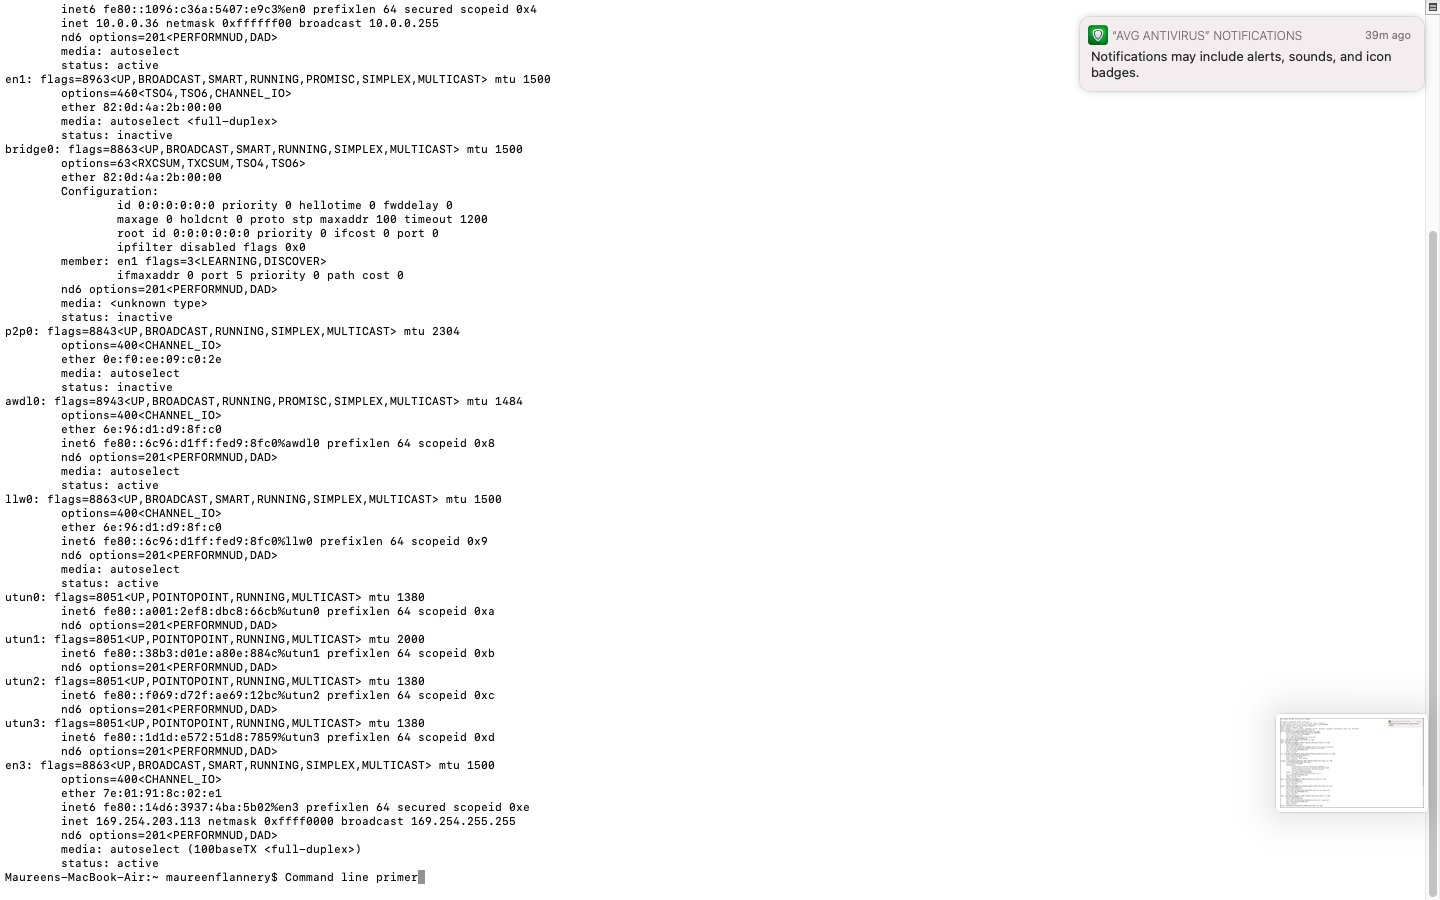 inet6 fe80::1096:c36a:5407:e9c3%en0 prefixlen 64 secured scopeid 0x4
inet 10.0.0.36 netmask 0xffffff00 broadcast 10.0.0.255
nd6 options=201<PERFORMNUD,DAD>
media: autoselect
status: active
en1: flags=8963<UP,BROADCAST,SMART,RUNNING,PROMISC,SIMPLEX,MULTICAST> mtu 1500
options=460<TSO4,TSO6,CHANNEL_IO>
ether 82:0d:4a:2b:00:00
media: autoselect <full-duplex>
status: inactive
bridge0: flags=8863<UP,BROADCAST,SMART,RUNNING,SIMPLEX,MULTICAST> mtu 1500
options=63<RXCSUM,TXCSUM,TSO4,TSO6>
ether 82:0d:4a:2b:00:00
Configuration:
id 0:0:0:0:0:0 priority 0 hellotime 0 fwddelay 0
maxage 0 holdcnt 0 proto stp maxaddr 100 timeout 1200
root id 0:0:0:0:0:0 priority 0 ifcost 0 port 0
ipfilter disabled flags 0x0
member: en1 flags=3<LEARNING,DISCOVER>
ifmaxaddr 0 port 5 priority 0 path cost 0
nd6 options=201<PERFORMNUD,DAD>
media: <unknown type>
status: inactive
p2p0: flags=8843<UP,BROADCAST,RUNNING,SIMPLEX,MULTICAST> mtu 2304
options=400<CHANNEL_IO>
ether 0e:f0:ee:09:c0:2e
media: autoselect
status: inactive
awdl0: flags=8943<UP,BROADCAST,RUNNING,PROMISC,SIMPLEX,MULTICAST> mtu 1484
options=400<CHANNEL_IO>
ether 6e:96:d1:d9:8f:c0
inet6 fe80::6c96:d1ff:fed9:8fc0%awdl0 prefixlen 64 scopeid 0x8
nd6 options=201<PERFORMNUD,DAD>
media: autoselect
status: active
llw0: flags=8863<UP,BROADCAST,SMART,RUNNING,SIMPLEX,MULTICAST> mtu 1500
options=400<CHANNEL_IO>
ether 6e:96:d1:d9:8f:c0
inet6 fe80::6c96:d1ff:fed9:8fc0%llw0 prefixlen 64 scopeid 0x9
nd6 options=201<PERFORMNUD,DAD>
media: autoselect
status: active
utun0: flags=8051<UP,POINTOPOINT,RUNNING,MULTICAST> mtu 1380
inet6 fe80::a001:2ef8:dbc8:66cb%utun0 prefixlen 64 scopeid 0xa
nd6 options=201<PERFORMNUD,DAD>
utun1: flags=8051<UP,POINTOPOINT,RUNNING,MULTICAST> mtu 2000
inet6 fe80::38b3:d01e:a80e:884c%utun1 prefixlen 64 scopeid 0xb
nd6 options=201<PERFORMNUD,DAD>
utun2: flags=8051<UP,POINTOPOINT,RUNNING,MULTICAST> mtu 1380
inet6 fe80::f069:d72f:ae69:12bc%utun2 prefixlen 64 scopeid 0xc
nd6 options=201<PERFORMNUD,DAD>
utun3: flags=8051<UP,POINTOPOINT,RUNNING,MULTICAST> mtu 1380
inet6 fe80::1d1d:e572:51d8:7859%utun3 prefixlen 64 scopeid 0xd
nd6 options=201<PERFORMNUD,DAD>
en3: flags=8863<UP,BROADCAST,SMART,RUNNING,SIMPLEX,MULTICAST> mtu 1500
options=400<CHANNEL_IO>
ether 7e:01:91:8c:02:e1
inet6 fe80::14d6:3937:4ba:5b02%en3 prefixlen 64 secured scopeid 0xe
inet 169.254.203.113 netmask 0xffff0000 broadcast 169.254.255.255
nd6 options=201<PERFORMNUD,DAD>
media: autoselect (100baseTX <full-duplex>)
status: active
Maureens-MacBook-Air:~ maureenflannery$ Command line primer
“AVG ANTIVIRUS” NOTIFICATIONS 39m ago
Notifications may include alerts, sounds, and icon
badges.